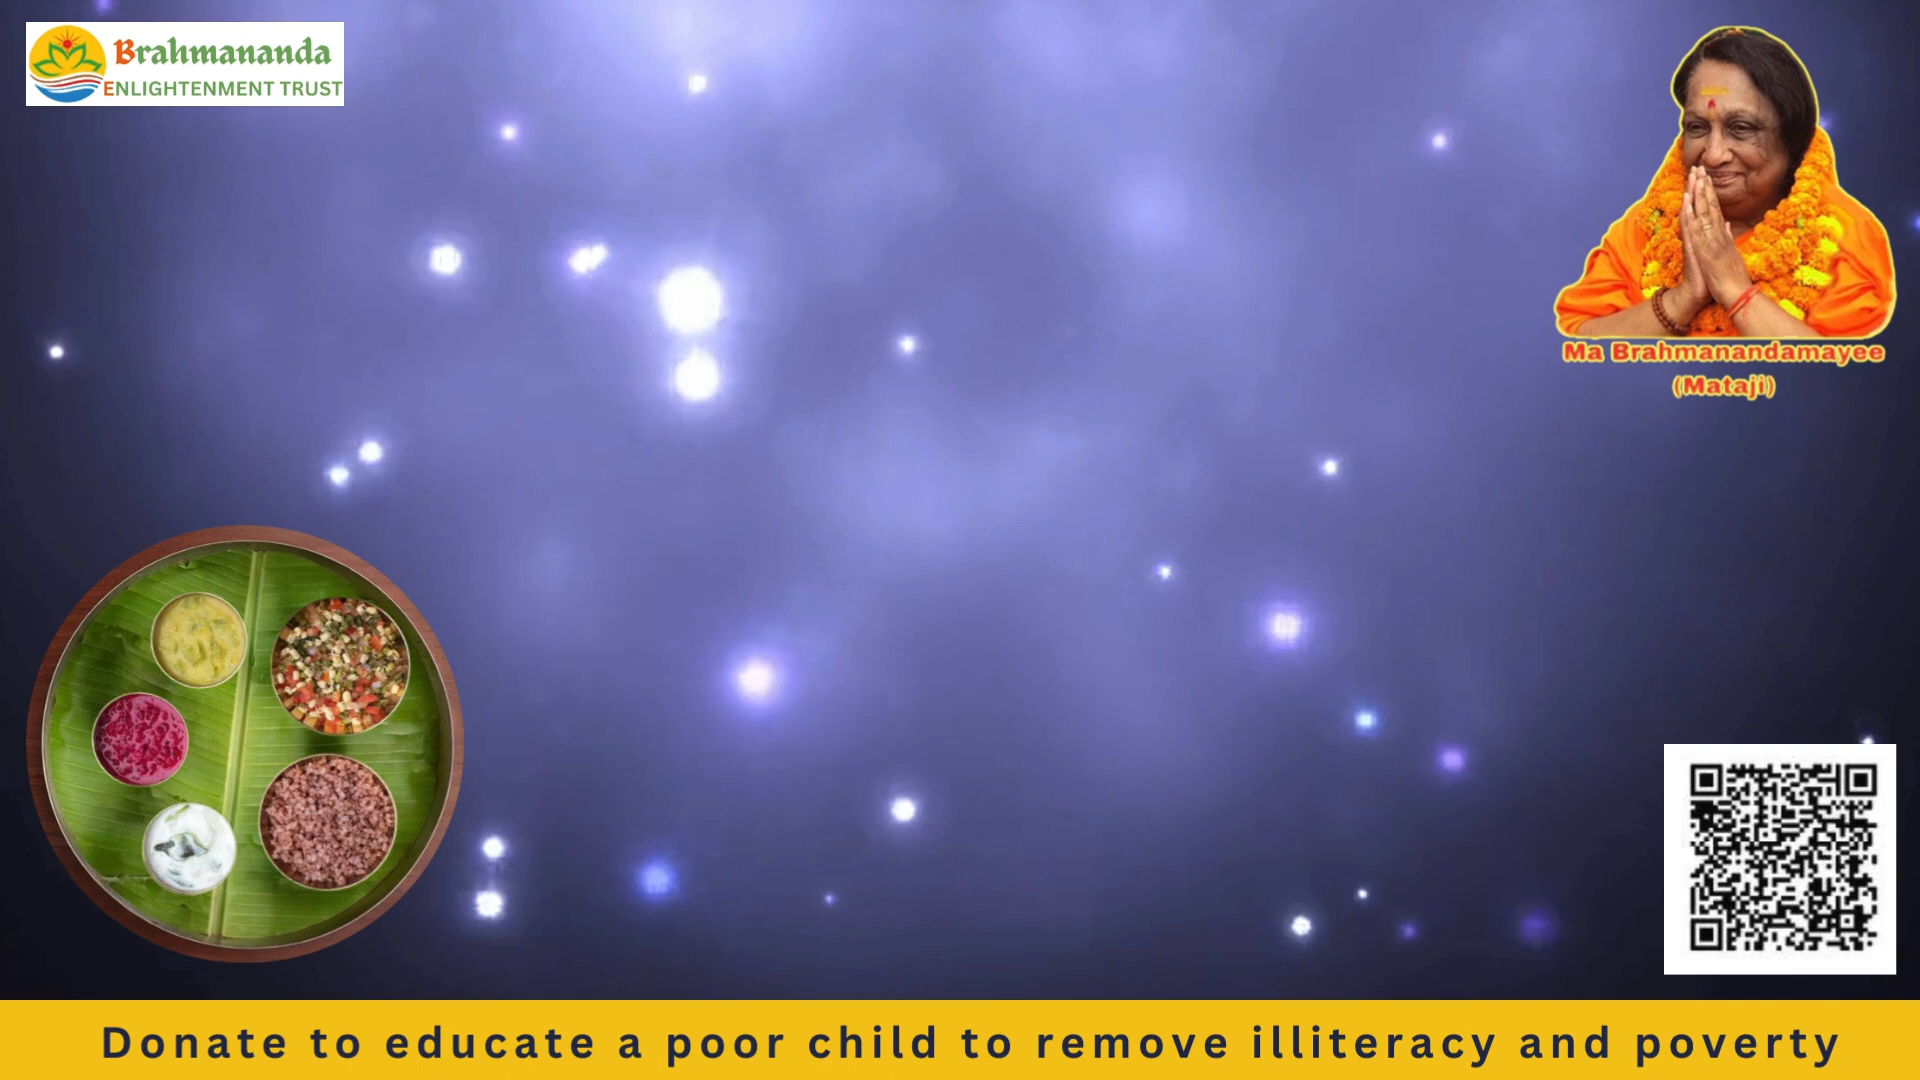 Brahmananda
ENLIGHTENMENT TRUST
Ma Brahmanandamayee
(Mataji)
Donate to educate a poor child to remove illiteracy and poverty